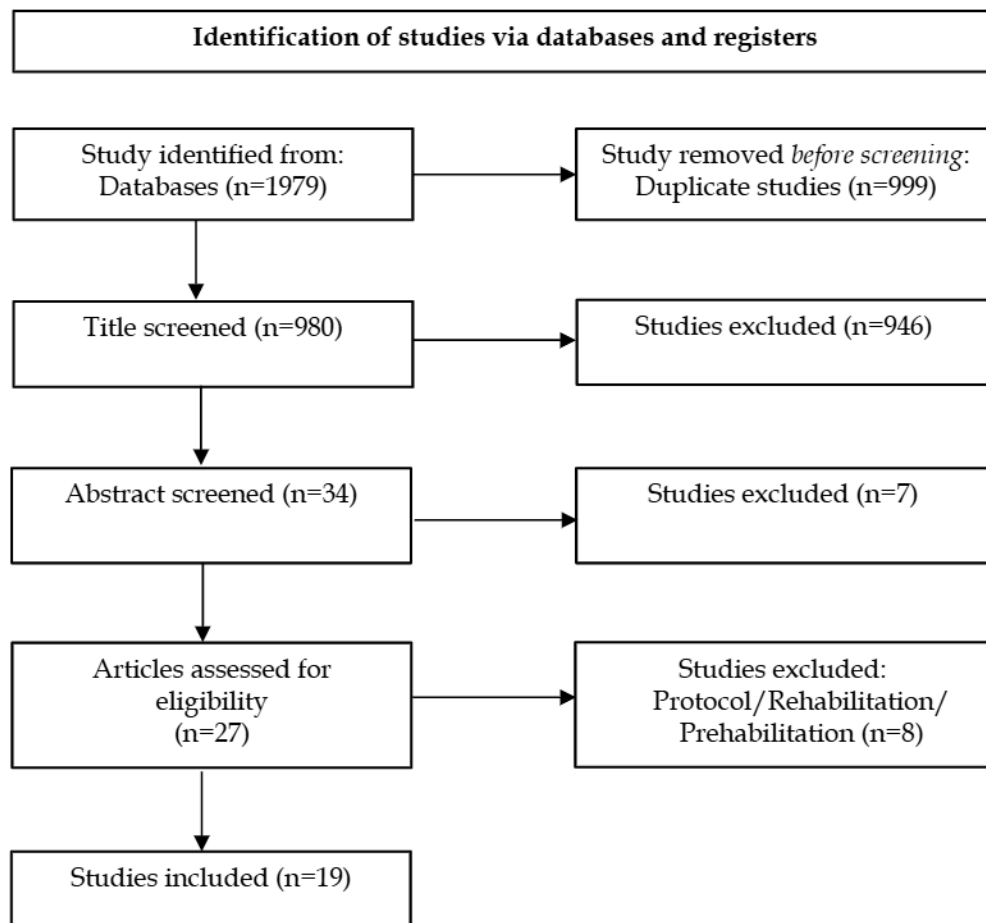 Identification of studies via databases and registers
Study identified from:
Databases (n=1979)
Study removed before screening:
Duplicate studies (n=999)
Title screened (n=980)
Studies excluded (n=946)
Abstract screened (n=34)
Studies excluded (n=7)
Articles assessed for
eligibility
(n=27)
Studies excluded:
Protocol/Rehabilitation/
Prehabilitation (n=8)
Studies included (n=19)